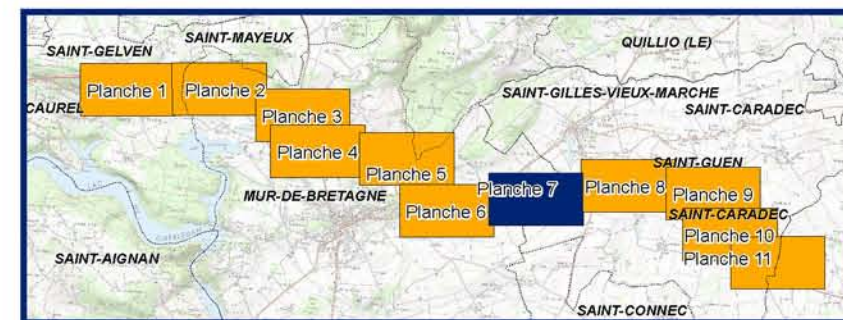 SAINT-GELVEN
SAINT-MAYEUX
QUILLIO (LE)
Planche 1
Planche 2
SAINT-GILLES-VIEUX-MARCHE
CAUREL
Planche 3
SAINT-CARADEC
Planche 4
SAINT-GUEN
Planche 5
Planche 7
Planche 8
Planche 9
MUR-DE-BRETAGNE
Planche 6
SAINT-CARADEC
Planche 10
SAINT-AIGNAN
Planche 11
SAINT-CONNEC